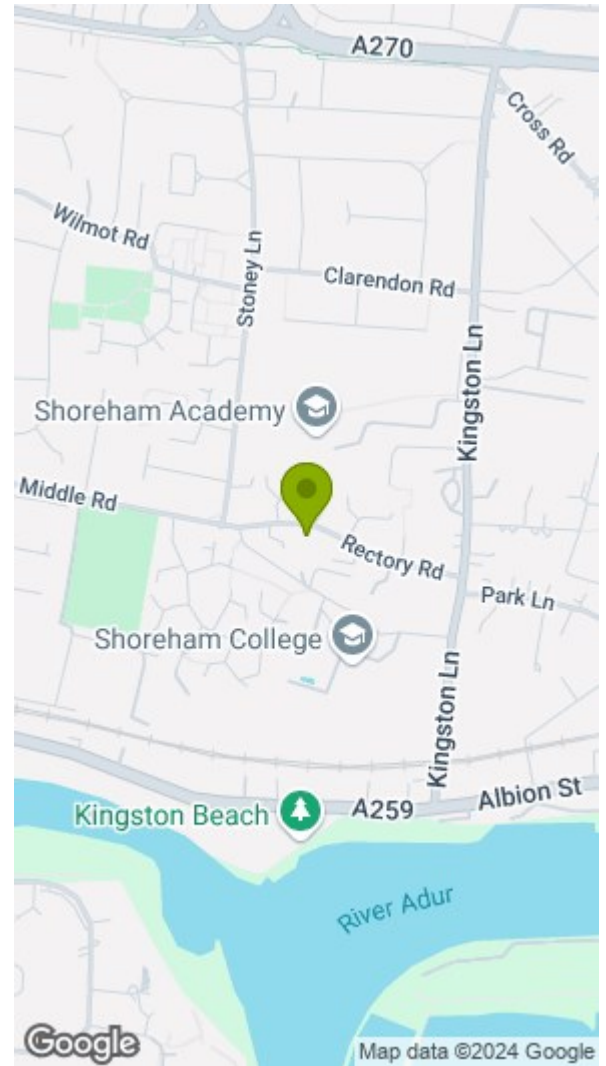 A270
Cross Rd
Wilmot Rd
Stoney Ln
Clarendon Rd
Kingston Ln
Shoreham Academy
Middle Rd
Rectory Rd
Park Ln
Shoreham College
Kingston Ln
Albion St
Kingston Beach
A259
River Adur
Google
Map data ©2024 Google